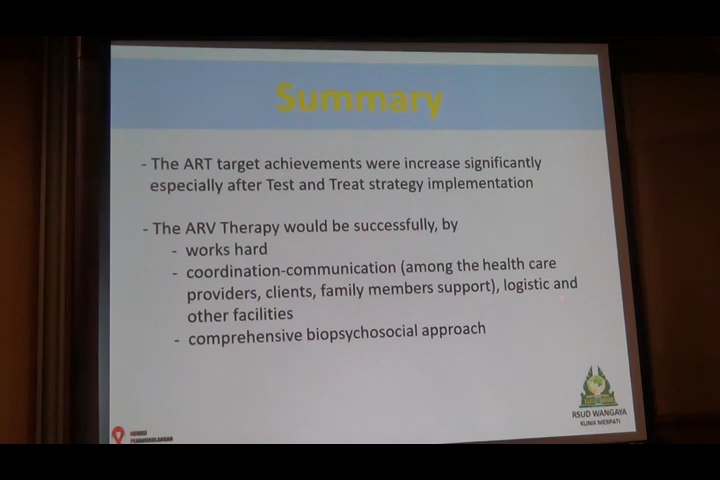 Summary
- The ART target achievements were increase significantly
especially after Test and Treat strategy implementation
- The ARV Therapy would be successfully, by
- works hard
- coordination-communication (among the health care
providers, clients, family members support), logistic and
other facilities
- comprehensive biopsychosocial approach
RSUD WANGAYA
KLINIK MERPATI